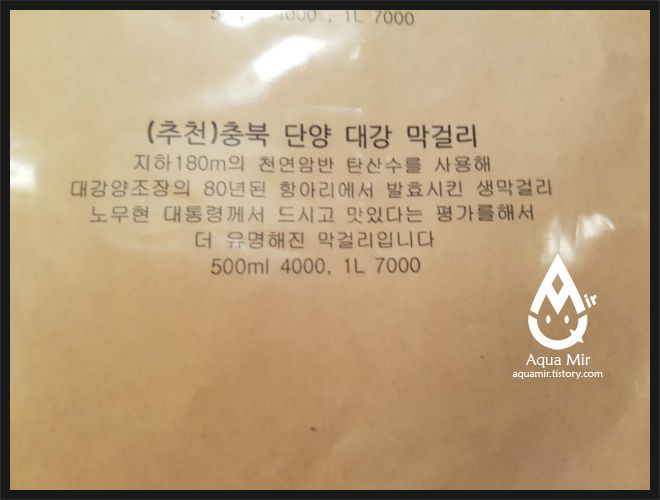 4000, 1L 7000
(추천)충북 단양 대강 막걸리
지하180m의 천연암반 탄산수를 사용해
대강양조장의 80년된 항아리에서 발효시킨 생막걸리
노무현 대통령께서 드시고 맛있다는 평가를해서
더 유명해진 막걸리입니다
500ml 4000, 1L 7000
ir
Aqua Mir
aquamir.tistory.com